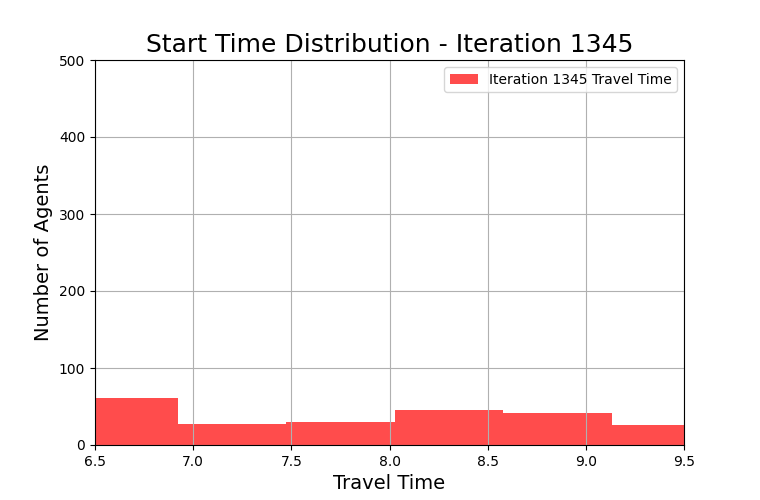 Start Time Distribution - Iteration 1345
Iteration 1345 Travel Time
Number of Agents
500
400
300
200
100
0
6.5 7.0 7.5 8.0 8.5 9.0 9.5
Travel Time